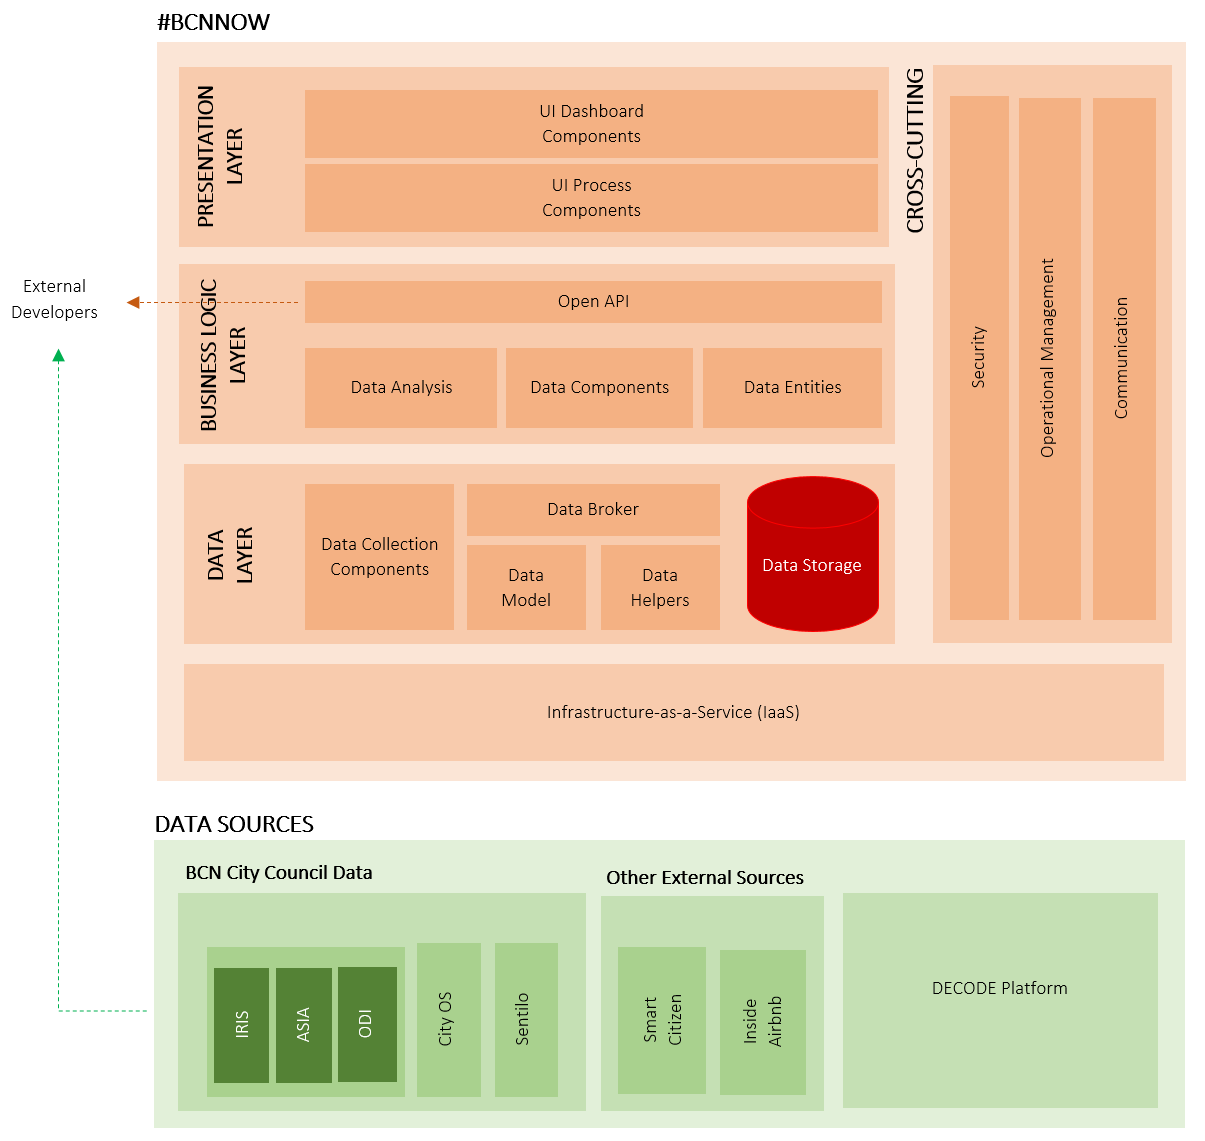 #BCNNOW
PRESENTATION
LAYER
UI Dashboard
Components
UI Process
Components
CROSS-CUTTING
Security
Operational Management
Communication
External
Developers
BUSINESS LOGIC
LAYER
Open API
Data Analysis
Data Components
Data Entities
DATA
LAYER
Data Collection
Components
Data Broker
Data
Model
Data
Helpers
Data Storage
Infrastructure-as-a-Service (IaaS)
DATA SOURCES
BCN City Council Data
IRIS
ASIA
ODI
City OS
Sentilo
Other External Sources
Smart
Citizen
Inside
Airbnb
DECODE Platform